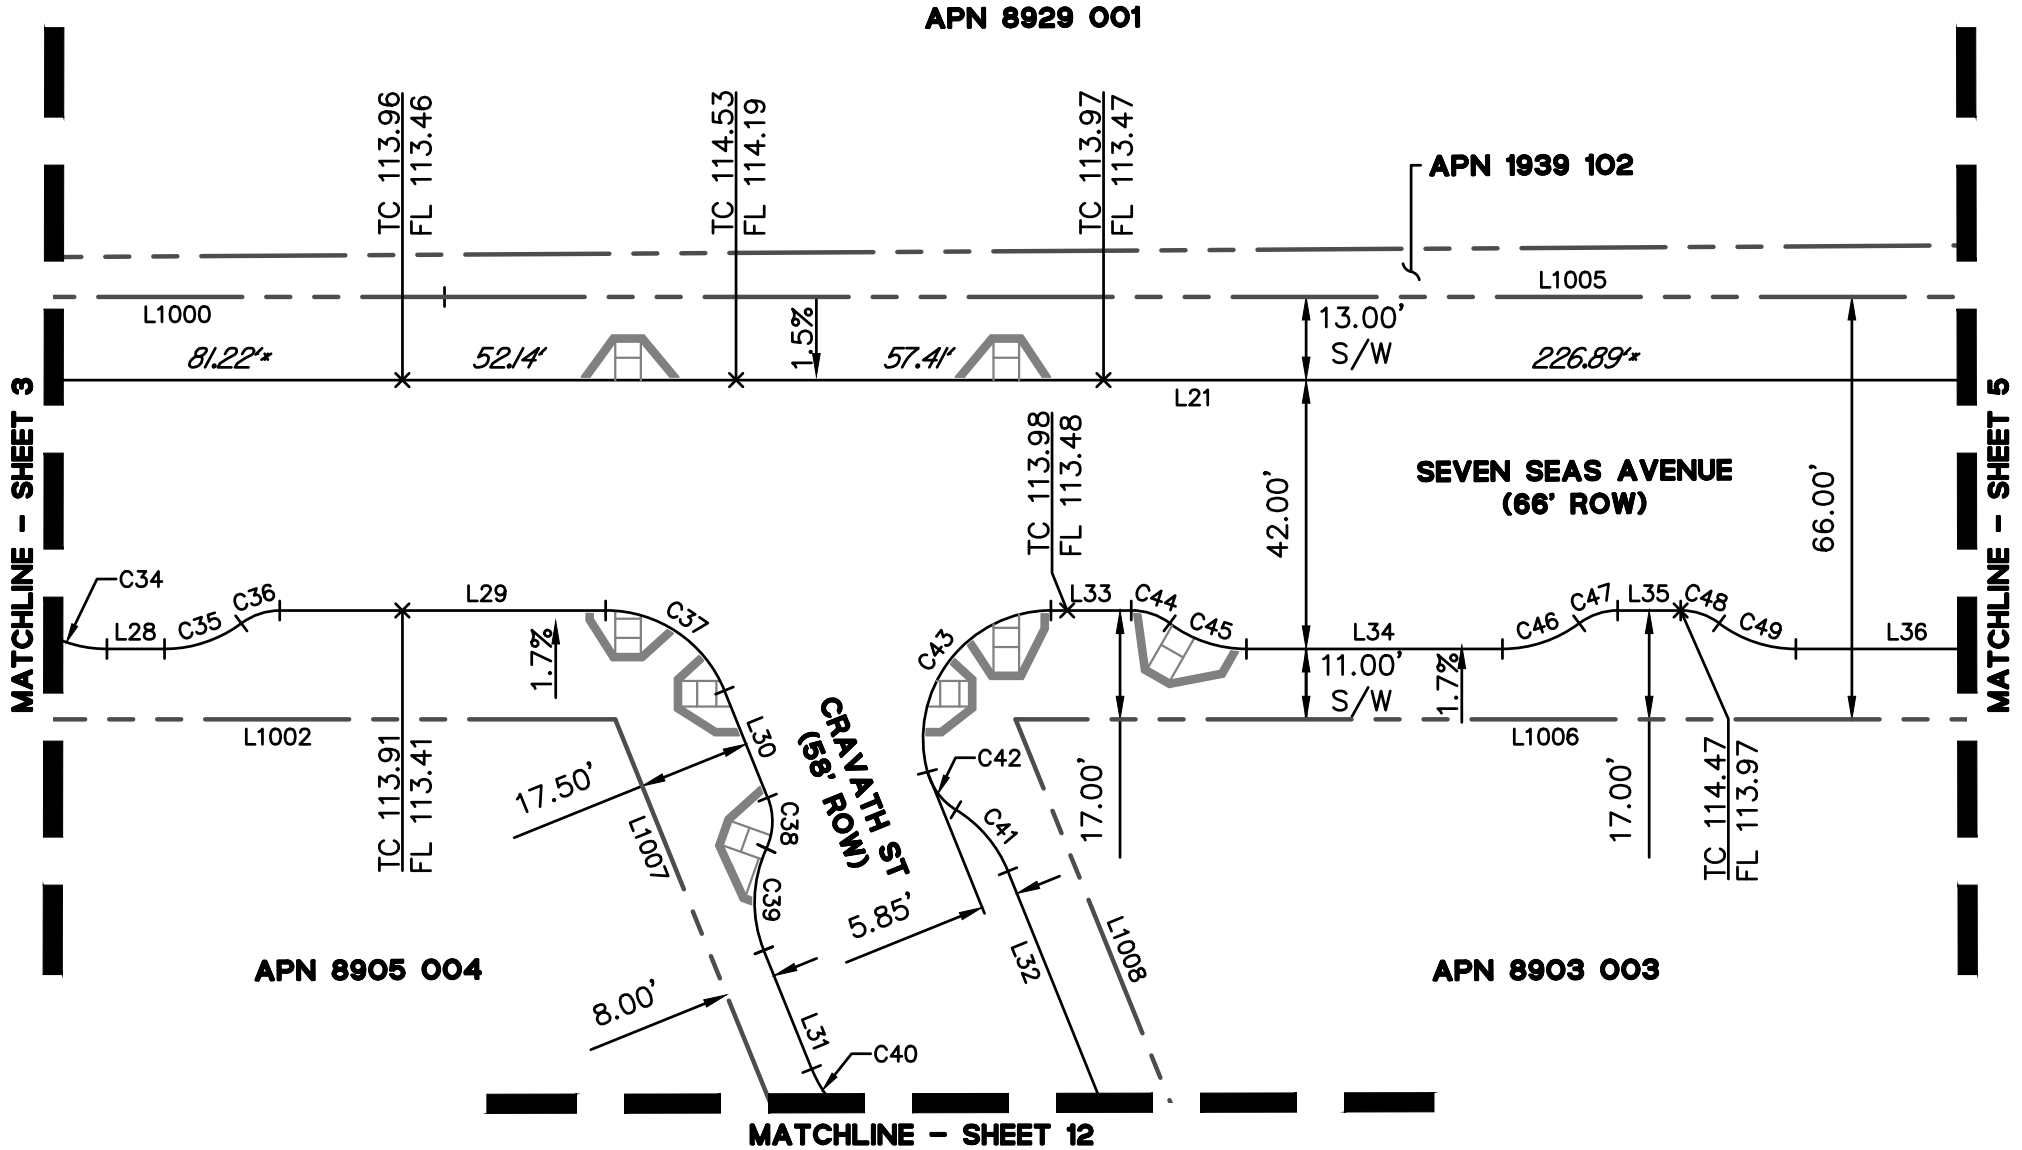 APN 8929 001
TC 113.96
FL 113.46
TC 114.53
FL 114.19
TC 113.97
FL 113.47
APN 1939 102
L1000
L1005
81.22'*
52.14'
1.5%
57.41'
13.00'
S/W
226.89'*
L21
MATCHLINE - SHEET 3
MATCHLINE - SHEET 5
TC 113.98
FL 113.48
42.00'
SEVEN SEAS AVENUE
(66' ROW)
66.00'
C34
L28
C35
C36
L29
C37
1.7%
C43
L33
C44
C45
L34
11.00'
S/W
1.7%
C46
C47
L35
C48
C49
L36
L1002
L1006
TC 113.91
FL 113.41
17.50'
L30
CRAVATH ST
(58' ROW)
C42
17.00'
17.00'
TC 114.47
FL 113.97
L1007
C38
C39
C41
5.85'
L32
L1008
APN 8905 004
APN 8903 003
8.00'
L31
C40
MATCHLINE - SHEET 12